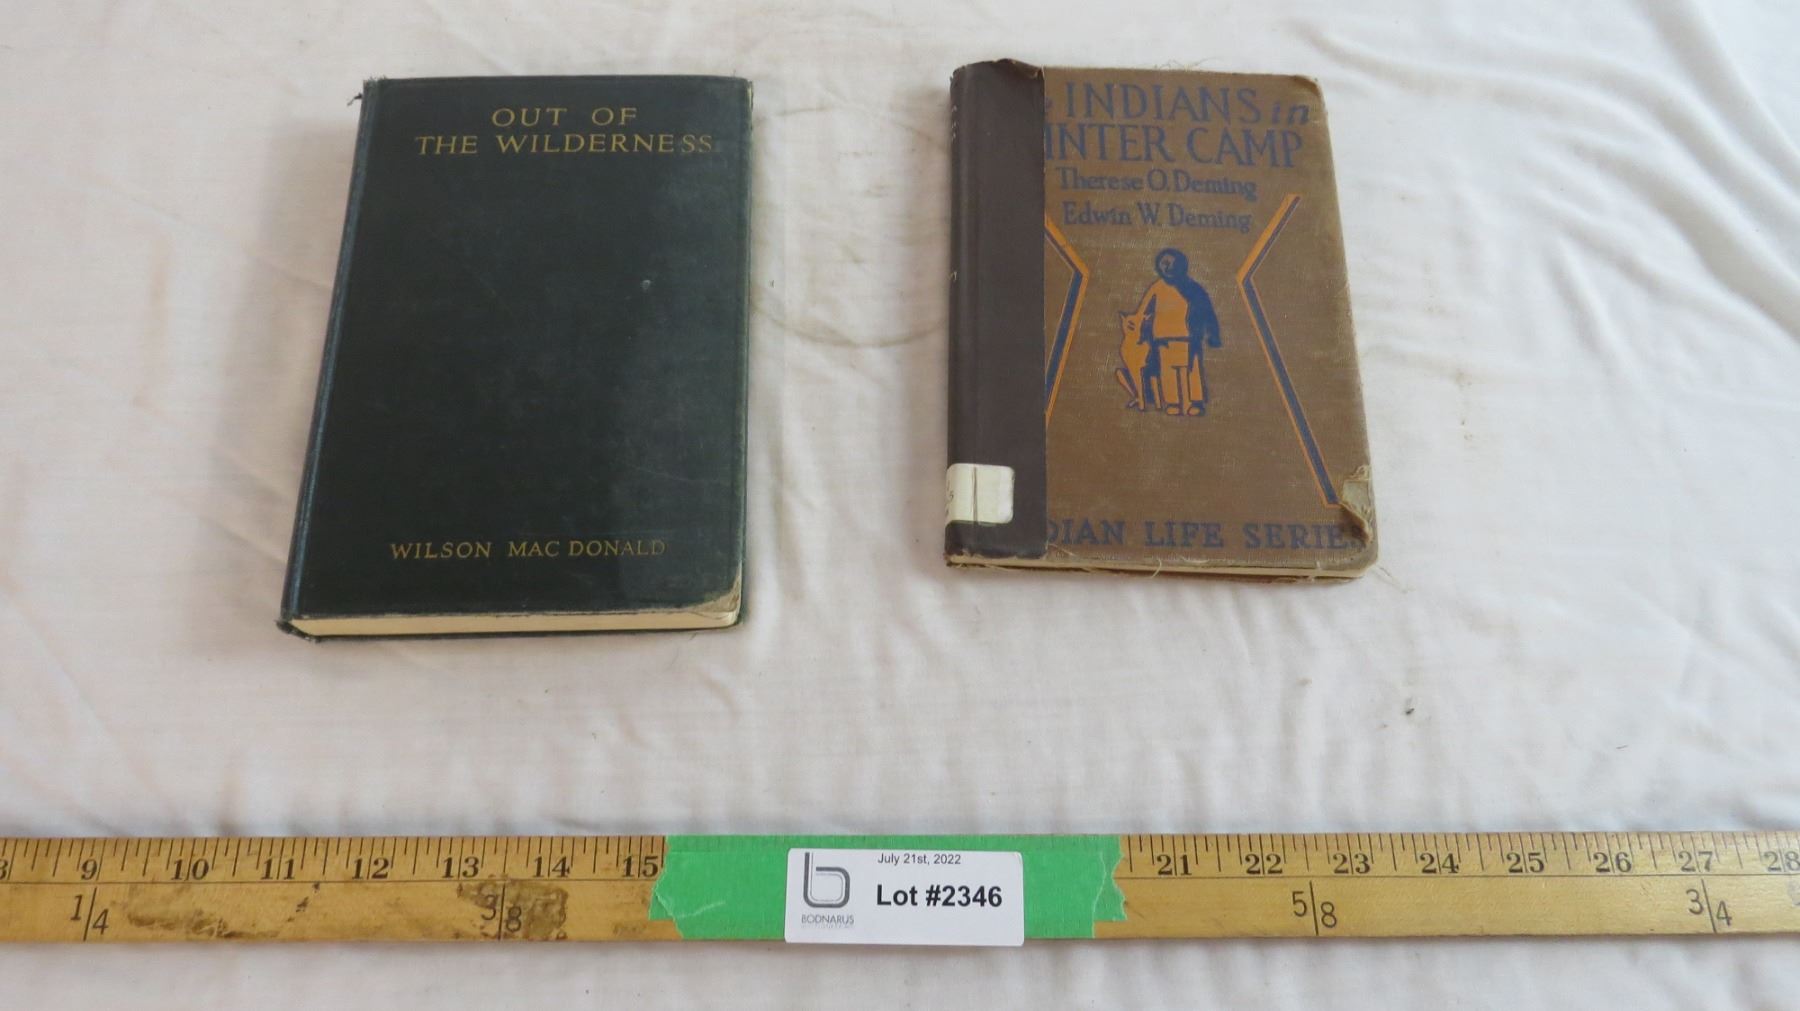 OUT OF
THE WILDERNESS
WILSON MAC DONALD
INDIANS in
INTER CAMP
Therese O. Deming
Edwin W. Deming
DIAN LIFE SERIES
9 10 11 12 13 14 15 21 22 23 24 25 26 27 28
1/4 3/8 5/8 3/4
July 21st, 2022
Lot #2346
b
BODNARUS